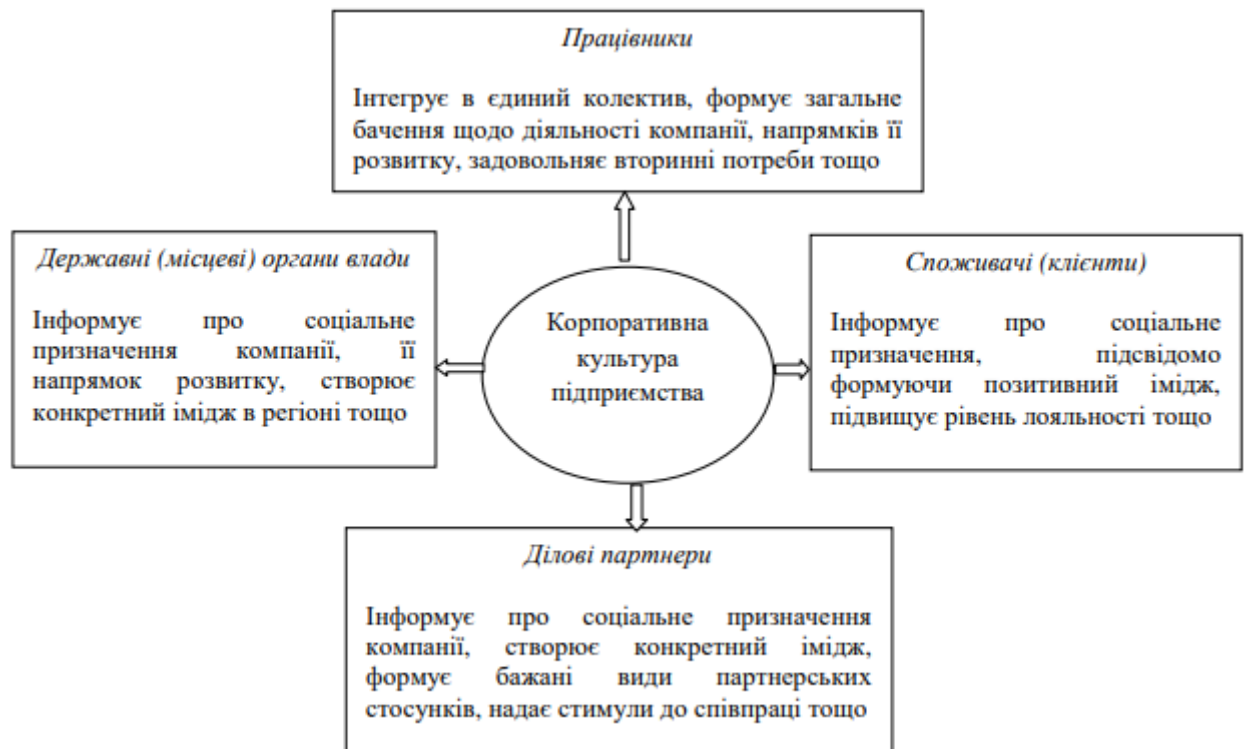 Працівники
Інтегрує в єдиний колектив, формує загальне
бачення щодо діяльності компанії, напрямків її
розвитку, задовольняє вторинні потреби тощо
Державні (місцеві) органи влади
Інформує про соціальне
призначення компанії, її
напрямок розвитку, створює
конкретний імідж в регіоні тощо
Корпоративна
культура
підприємства
Споживачі (клієнти)
Інформує про соціальне
призначення, підсвідомо
формуючи позитивний імідж,
підвищує рівень лояльності тощо
Ділові партнери
Інформує про соціальне призначення
компанії, створює конкретний імідж,
формує бажані види партнерських
стосунків, надає стимули до співпраці тощо